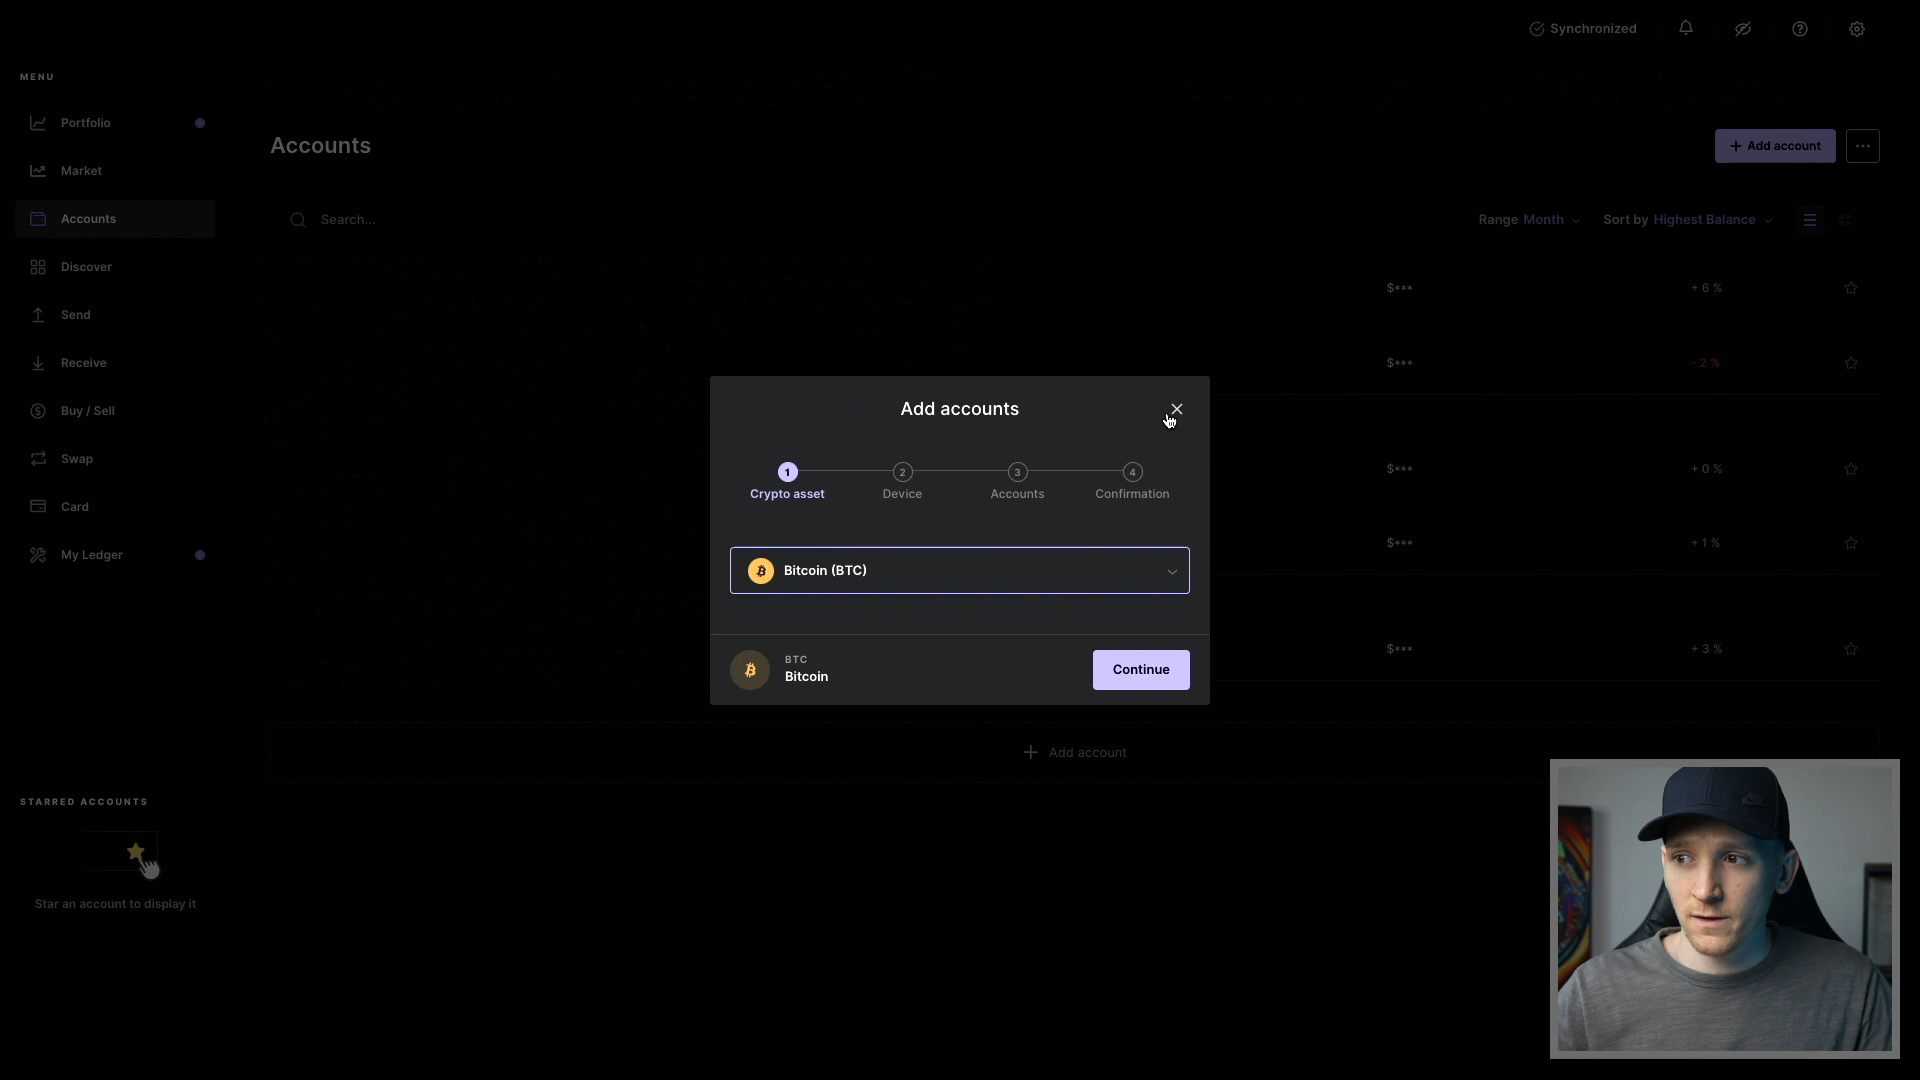 Synchronized
MENU
Portfolio
Market
Accounts
Discover
Send
Receive
Buy / Sell
Swap
Card
My Ledger
STARRED ACCOUNTS
Star an account to display it
Accounts
+ Add account
Search...
Range Month
Sort by Highest Balance
$*** + 6 %
$*** - 2 %
$*** + 0 %
$*** + 1 %
$*** + 3 %
+ Add account
Add accounts
1 2 3 4
Crypto asset Device Accounts Confirmation
Bitcoin (BTC)
BTC
Bitcoin
Continue